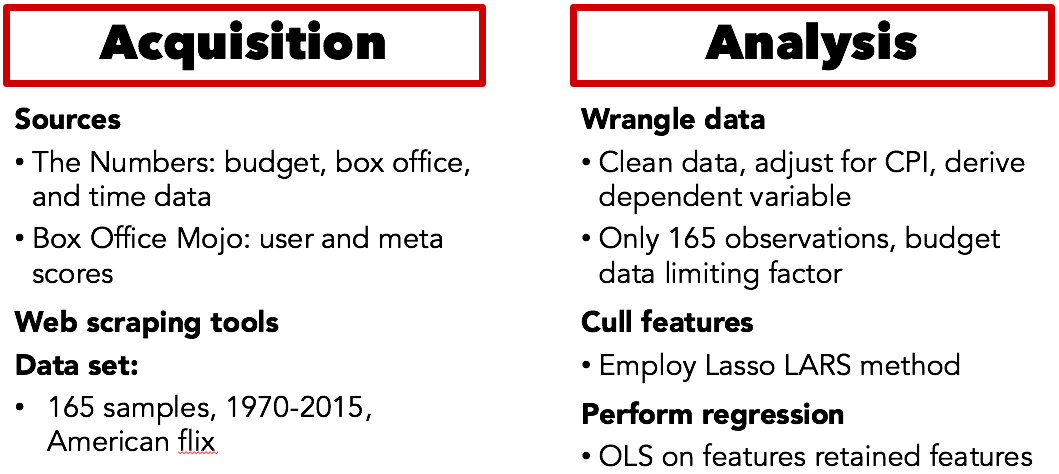 Acquisition
Sources
• The Numbers: budget, box office,
and time data
• Box Office Mojo: user and meta
scores
Web scraping tools
Data set:
• 165 samples, 1970-2015,
American flix
Analysis
Wrangle data
• Clean data, adjust for CPI, derive
dependent variable
• Only 165 observations, budget
data limiting factor
Cull features
• Employ Lasso LARS method
Perform regression
• OLS on features retained features